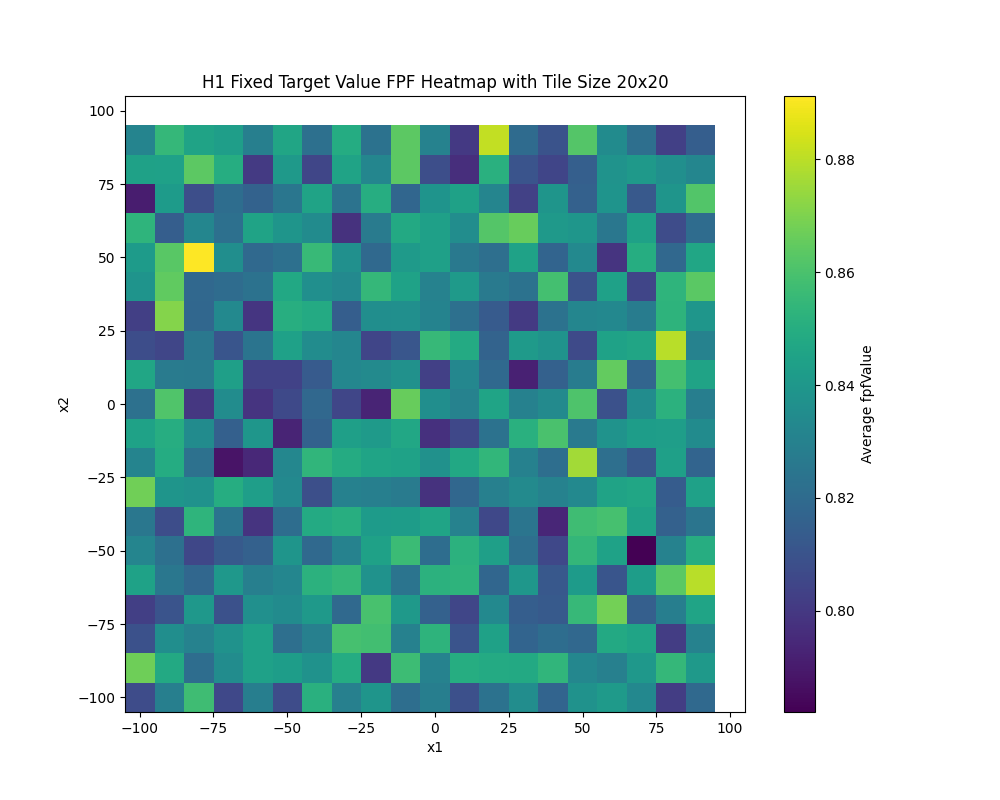 H1 Fixed Target Value FPF Heatmap with Tile Size 20x20
100
75
50
25
0
−25
−50
−75
−100
x2
−100 −75 −50 −25 0 25 50 75 100
x1
0.88
0.86
0.84
0.82
0.80
Average fpfValue